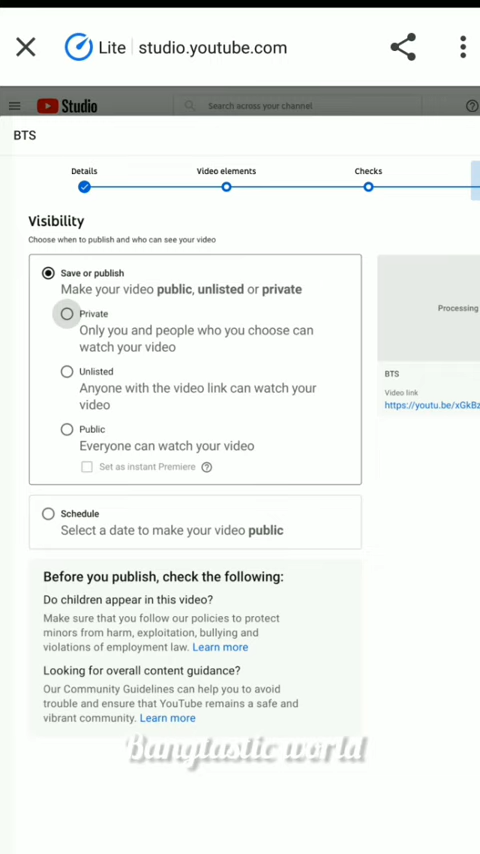 Lite studio.youtube.com
Studio Search across your channel
BTS
Details Video elements Checks
Visibility
Choose when to publish and who can see your video
Save or publish
Make your video public, unlisted or private
Private
Only you and people who you choose can
watch your video
Processing
Unlisted
Anyone with the video link can watch your
video
BTS
Video link
https://youtu.be/xGkBz
Public
Everyone can watch your video
Set as instant Premiere
Schedule
Select a date to make your video public
Before you publish, check the following:
Do children appear in this video?
Make sure that you follow our policies to protect
minors from harm, exploitation, bullying and
violations of employment law. Learn more
Looking for overall content guidance?
Our Community Guidelines can help you to avoid
trouble and ensure that YouTube remains a safe and
vibrant community. Learn more
Bangtastic world